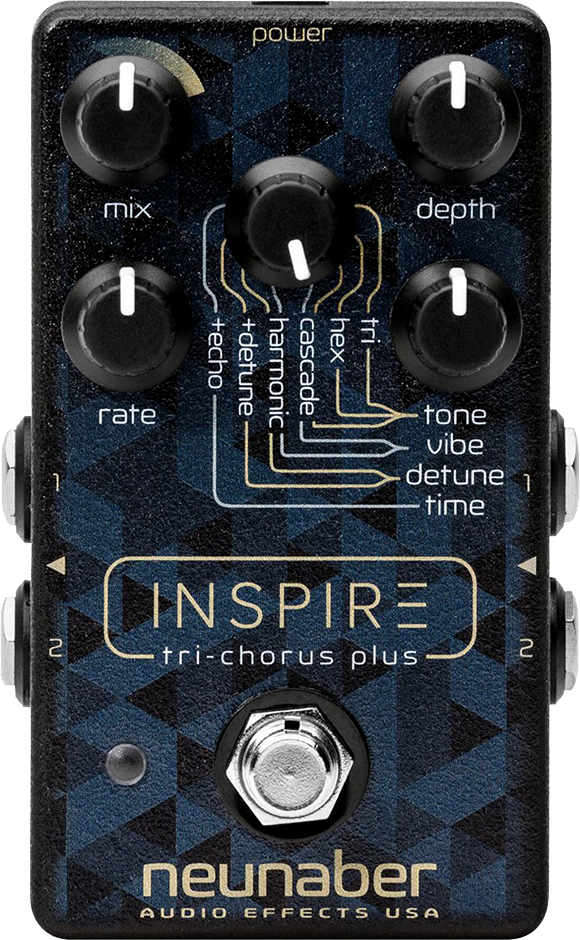 power
mix
depth
rate
+echo
+detune
harmonic
cascade
hex
tri
tone
vibe
detune
time
1
1
INSPIRE
tri-chorus plus
2
2
neunaber
AUDIO EFFECTS USA